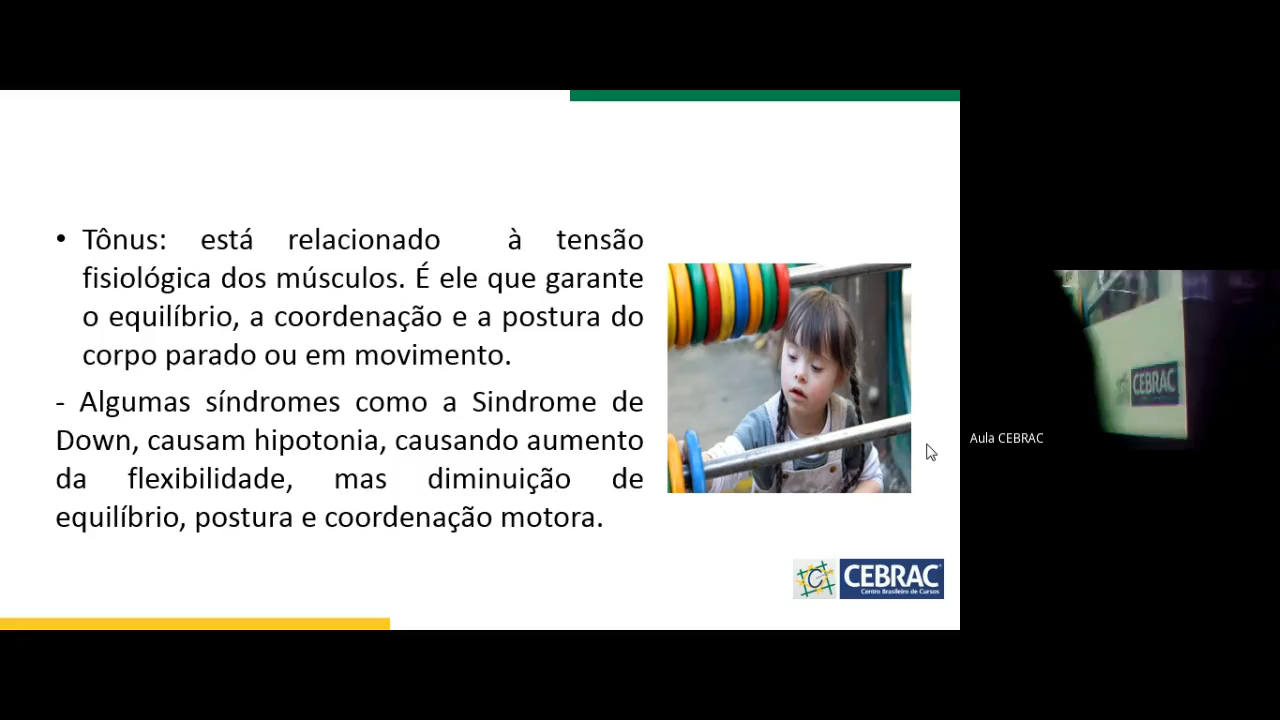 • Tônus: está relacionado à tensão
fisiológica dos músculos. É ele que garante
o equilíbrio, a coordenação e a postura do
corpo parado ou em movimento.
- Algumas síndromes como a Sindrome de
Down, causam hipotonia, causando aumento
da flexibilidade, mas diminuição de
equilíbrio, postura e coordenação motora.
CEBRAC
Centro Brasileiro de Cursos
CEBRAC
Aula CEBRAC